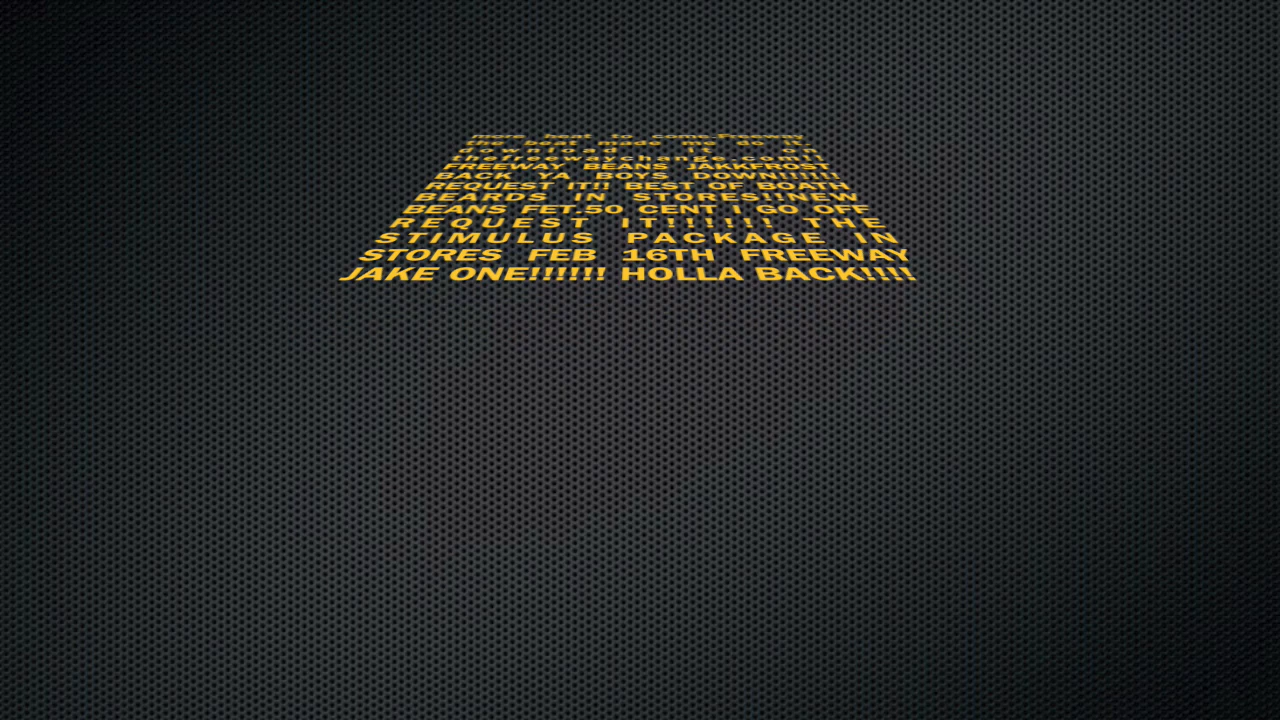 more heat to come.Freeway
the beat made me do it.
download it on
thefreewaychange.com!!
FREEWAY BEANS JAKKFROST
BACK YA BOYS DOWN!!!!!!
REQUEST IT!! BEST OF BOATH
BEARDS IN STORES!!NEW
BEANS FET.50 CENT I GO OFF
REQUEST IT!!!!!! THE
STIMULUS PACKAGE IN
STORES FEB 16TH FREEWAY
JAKE ONE!!!!!! HOLLA BACK!!!!